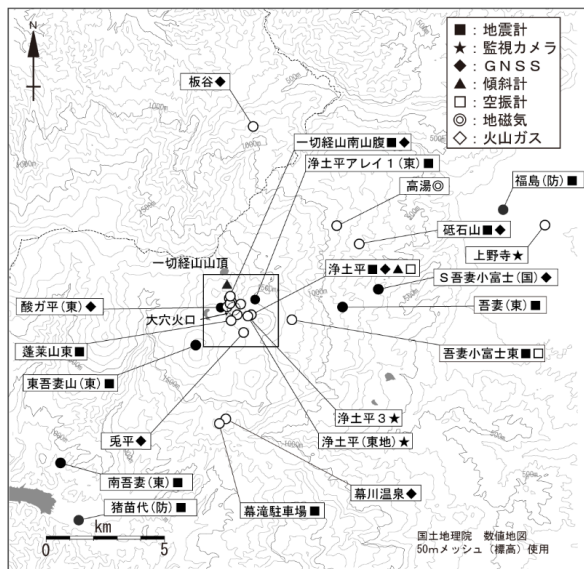 N
■：地震計
★：監視カメラ
◆：ＧＮＳＳ
▲：傾斜計
□：空振計
◎：地磁気
◇：火山ガス
板谷◆
一切経山南山腹■◆
浄土平アレイ１(東)■
高湯◎
福島(防)■
砥石山■◆
上野寺★
一切経山山頂
浄土平■◆▲□
Ｓ吾妻小富士(国)◆
酸ガ平(東)◆
大穴火口
吾妻(東)■
蓬莱山東■
吾妻小富士東■□
東吾妻山(東)■
浄土平３★
兎平◆
浄土平(東地)★
南吾妻(東)■
幕川温泉◆
猪苗代(防)■
幕滝駐車場■
km
0 5
国土地理院 数値地図
50ｍメッシュ（標高）使用